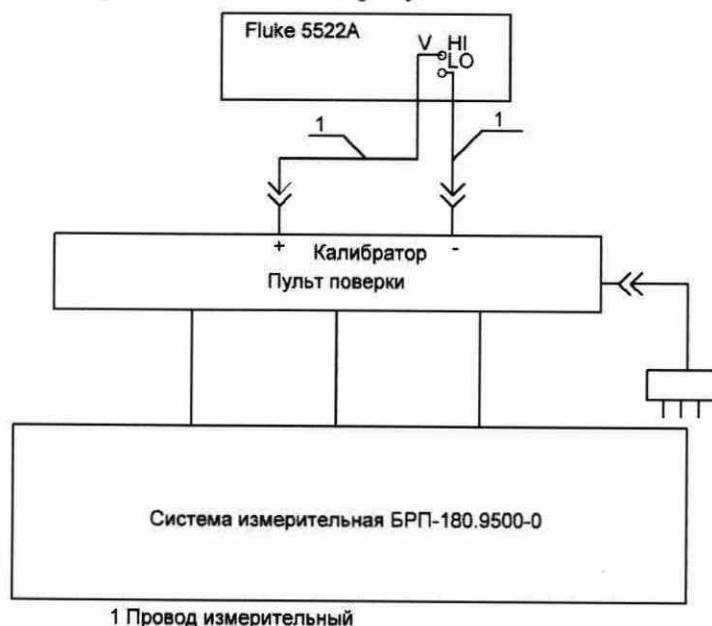 Fluke 5522A
V HI
LO
1
1
+ Калибратор -
Пульт поверки
Система измерительная БРП-180.9500-0
1 Провод измерительный